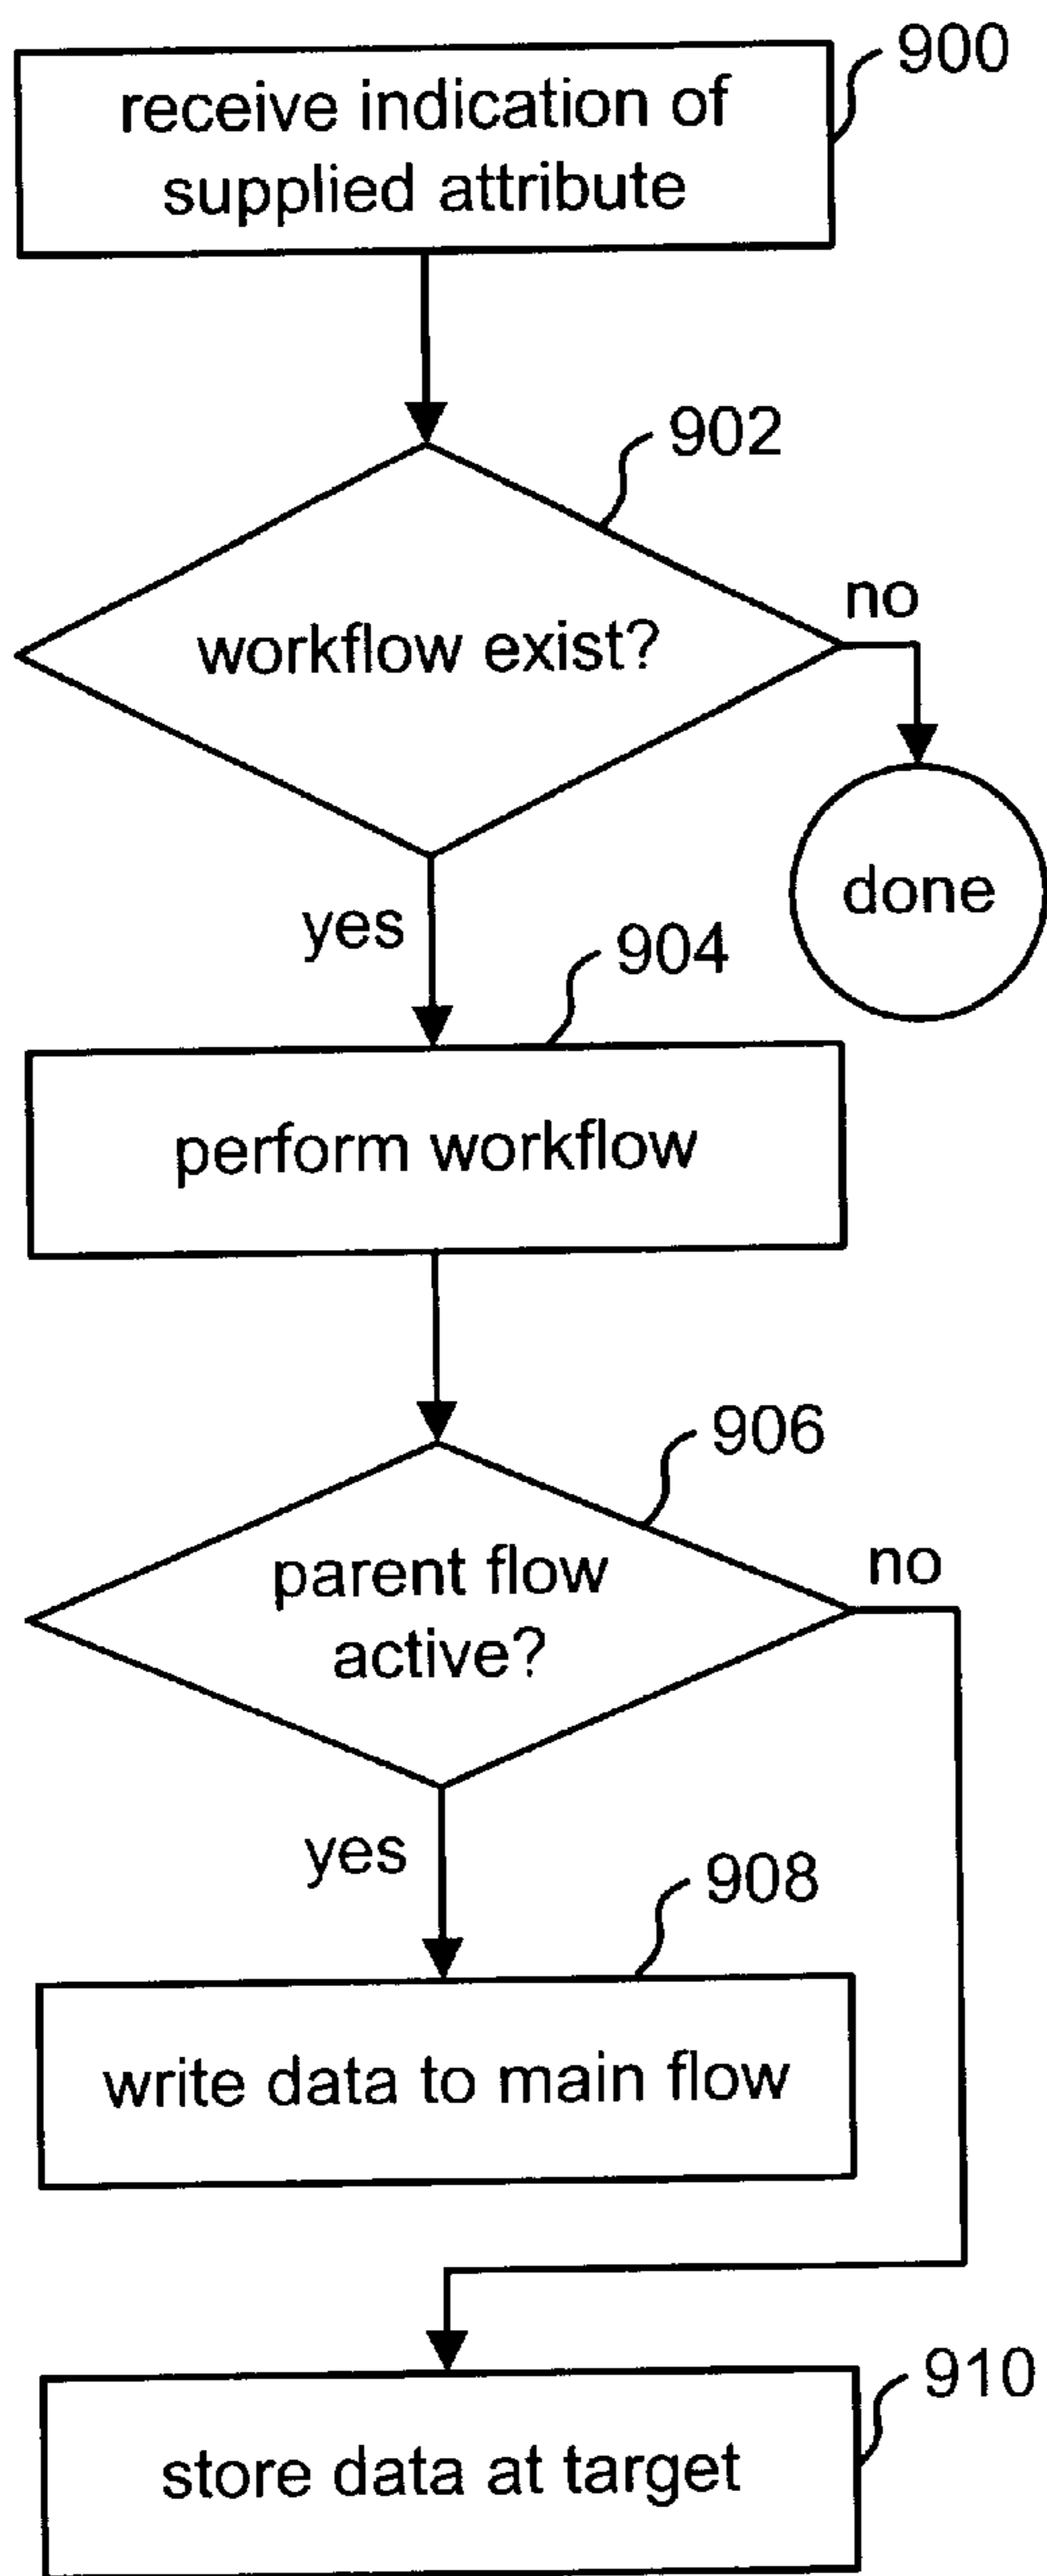 900
receive indication of
supplied attribute
902
workflow exist?
no
done
yes
904
perform workflow
906
parent flow
active?
no
yes
908
write data to main flow
910
store data at target